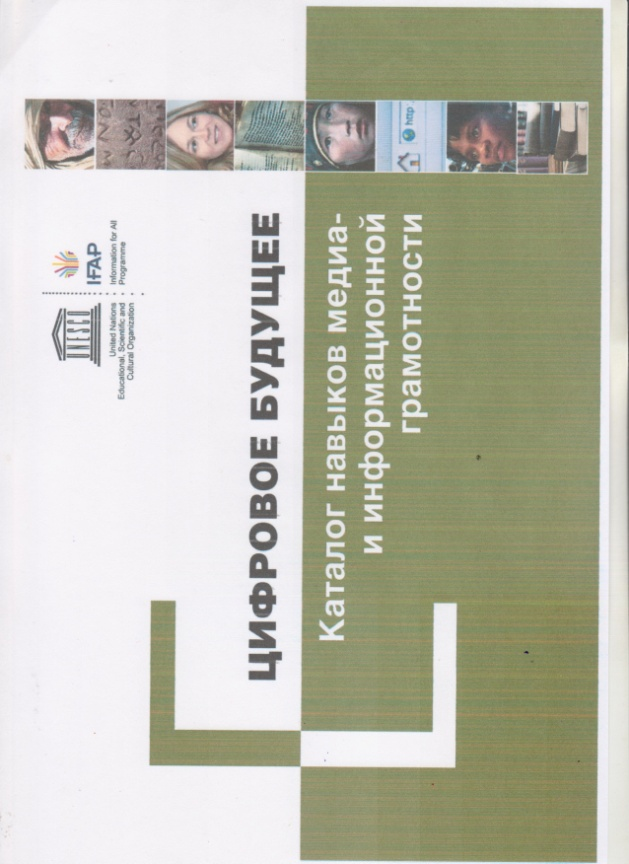 UNESCO
United Nations
Educational, Scientific and
Cultural Organization
IFAP
Information for All
Programme
http
ЦИФРОВОЕ БУДУЩЕЕ
Каталог навыков медиа-
и информационной
грамотности